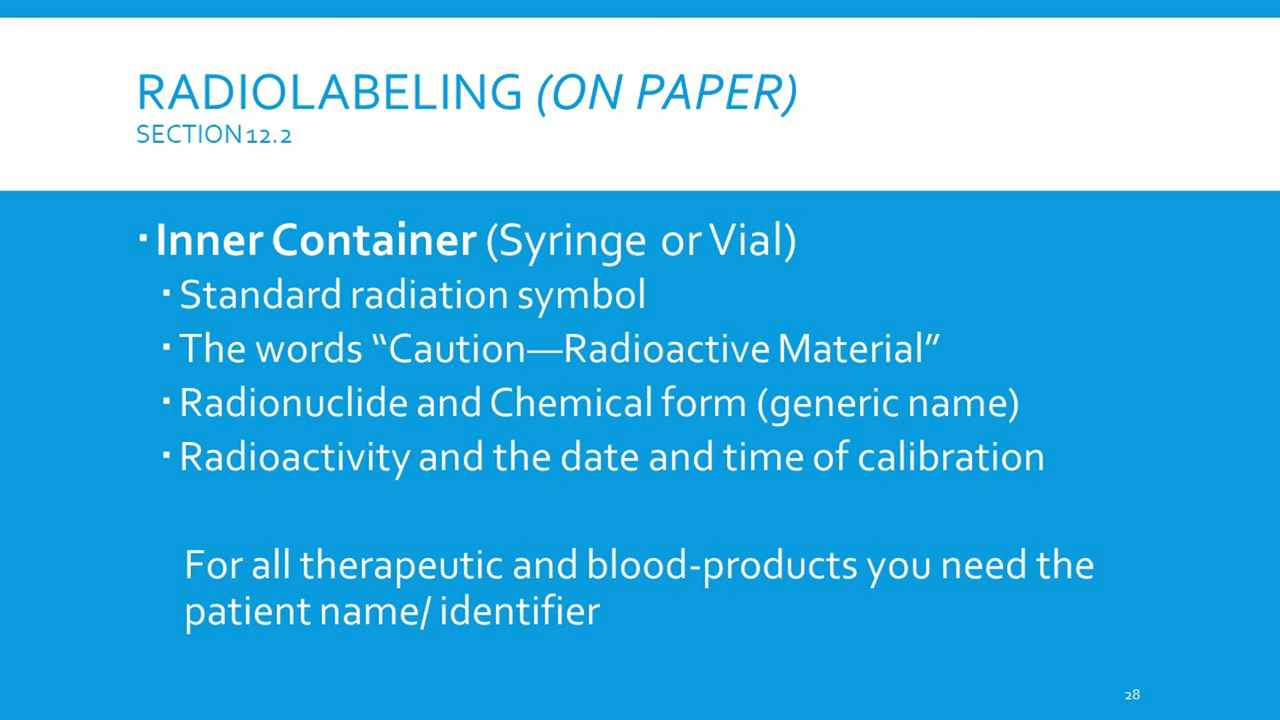 RADIOLABELING (ON PAPER)
SECTION 12.2
▪ Inner Container (Syringe or Vial)
▪ Standard radiation symbol
▪ The words “Caution—Radioactive Material”
▪ Radionuclide and Chemical form (generic name)
▪ Radioactivity and the date and time of calibration
For all therapeutic and blood-products you need the
patient name/ identifier
28